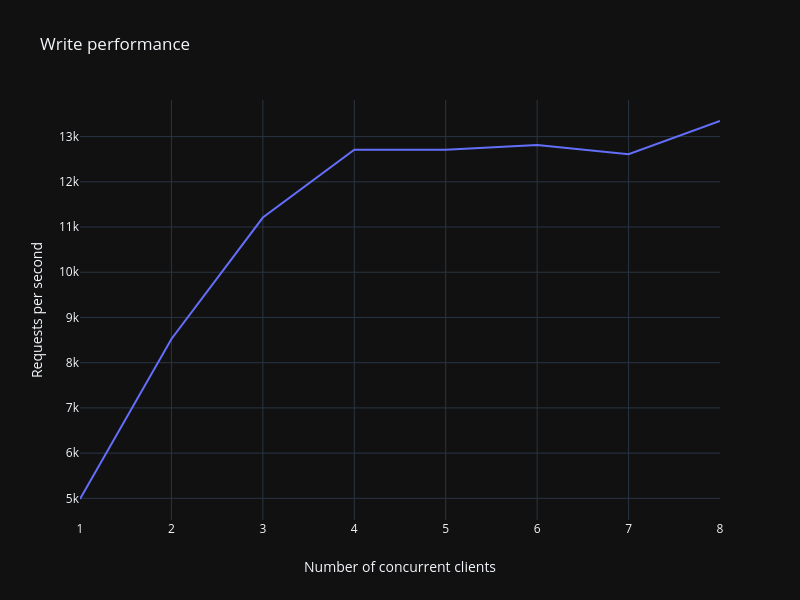 Write performance
13k
12k
11k
10k
9k
8k
7k
6k
5k
1 2 3 4 5 6 7 8
Requests per second
Number of concurrent clients